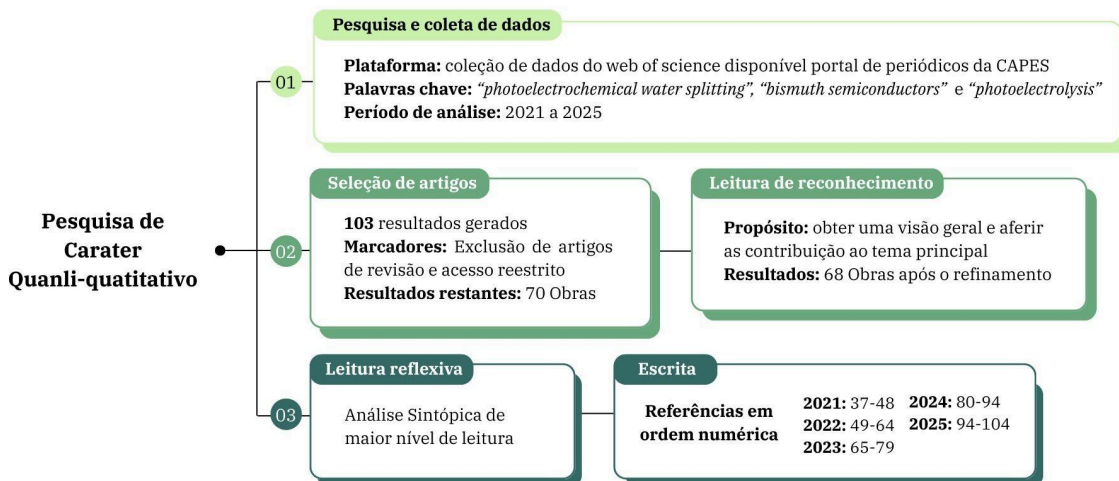 Pesquisa de
Carater
Quanli-quatitativo
01
Pesquisa e coleta de dados
Plataforma: coleção de dados do web of science disponível portal de periódicos da CAPES
Palavras chave: “photoelectrochemical water splitting”, “bismuth semiconductors” e “photoelectrolysis”
Período de análise: 2021 a 2025
02
Seleção de artigos
103 resultados gerados
Marcadores: Exclusão de artigos
de revisão e acesso reestrito
Resultados restantes: 70 Obras
Leitura de reconhecimento
Propósito: obter uma visão geral e aferir
as contribuição ao tema principal
Resultados: 68 Obras após o refinamento
03
Leitura reflexiva
Análise Sintópica de
maior nível de leitura
Escrita
Referências em
ordem numérica
2021: 37-48
2022: 49-64
2023: 65-79
2024: 80-94
2025: 94-104